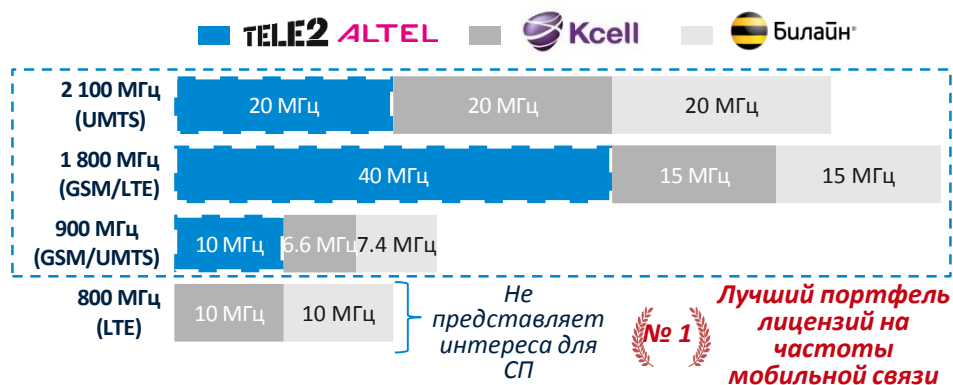 TELE2 ALTEL Kcell Билайн®
2 100 МГц
(UMTS)
20 МГц 20 МГц 20 МГц
1 800 МГц
(GSM/LTE)
40 МГц 15 МГц 15 МГц
900 МГц
(GSM/UMTS)
10 МГц 6.6 МГц 7.4 МГц
800 МГц
(LTE)
10 МГц 10 МГц
Не
представляет
интереса для
СП
№ 1
Лучший портфель
лицензий на
частоты
мобильной связи